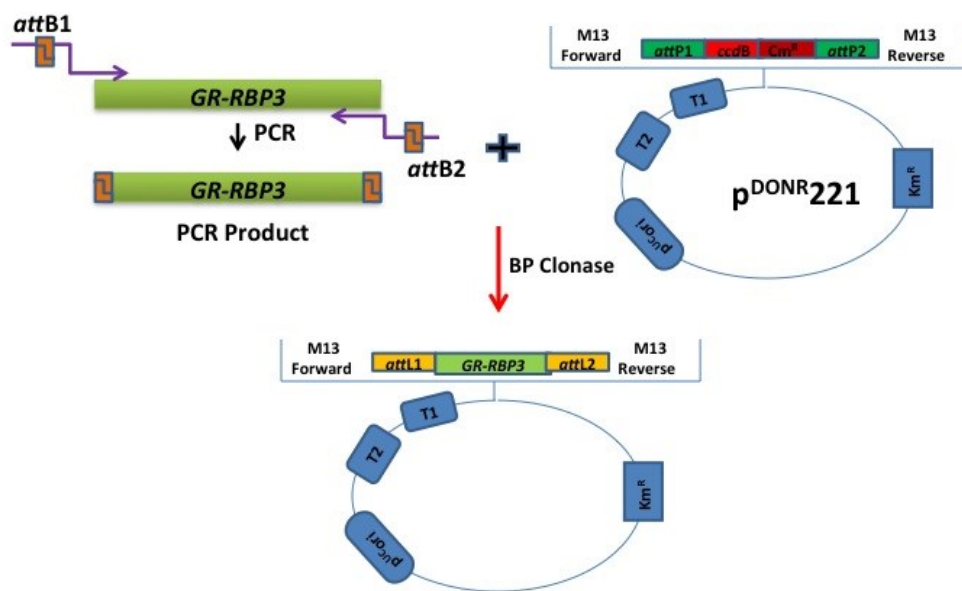 attB1
GR-RBP3
PCR
attB2
GR-RBP3
PCR Product
M13
Forward
attP1
ccdB
CmR
attP2
M13
Reverse
T1
T2
pUCori
KmR
pDONR221
BP Clonase
M13
Forward
attL1
GR-RBP3
attL2
M13
Reverse
T1
T2
pUCori
KmR